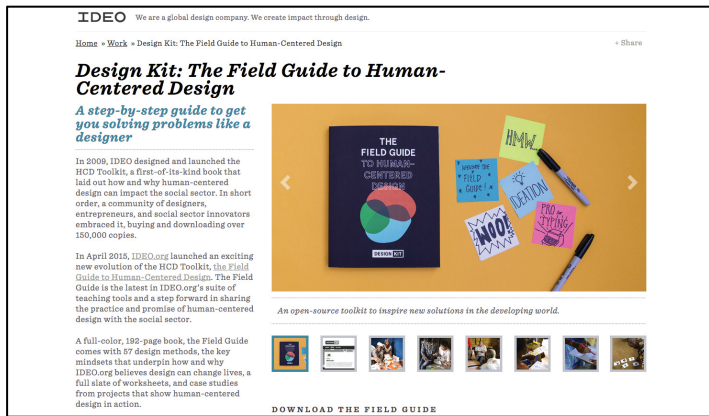 IDEO We are a global design company. We create impact through design.
Home » Work » Design Kit: The Field Guide to Human-Centered Design
+ Share
Design Kit: The Field Guide to Human-
Centered Design
A step-by-step guide to get
you solving problems like a
designer
In 2009, IDEO designed and launched the
HCD Toolkit, a first-of-its-kind book that
laid out how and why human-centered
design can impact the social sector. In short
order, a community of designers,
entrepreneurs, and social sector innovators
embraced it, buying and downloading over
150,000 copies.
In April 2015, IDEO.org launched an exciting
new evolution of the HCD Toolkit, the Field
Guide to Human-Centered Design. The Field
Guide is the latest in IDEO.org's suite of
teaching tools and a step forward in sharing
the practice and promise of human-centered
design with the social sector.
A full-color, 192-page book, the Field Guide
comes with 57 design methods, the key
mindsets that underpin how and why
IDEO.org believes design can change lives, a
full slate of worksheets, and case studies
from projects that show human-centered
design in action.
THE
FIELD GUIDE
TO HUMAN-
CENTERED
DESIGN
DESIGN KIT
HMW
FIELD
GUIDE!
IDEATION
WOO!
PRO
TYPING
An open-source toolkit to inspire new solutions in the developing world.
DOWNLOAD THE FIELD GUIDE